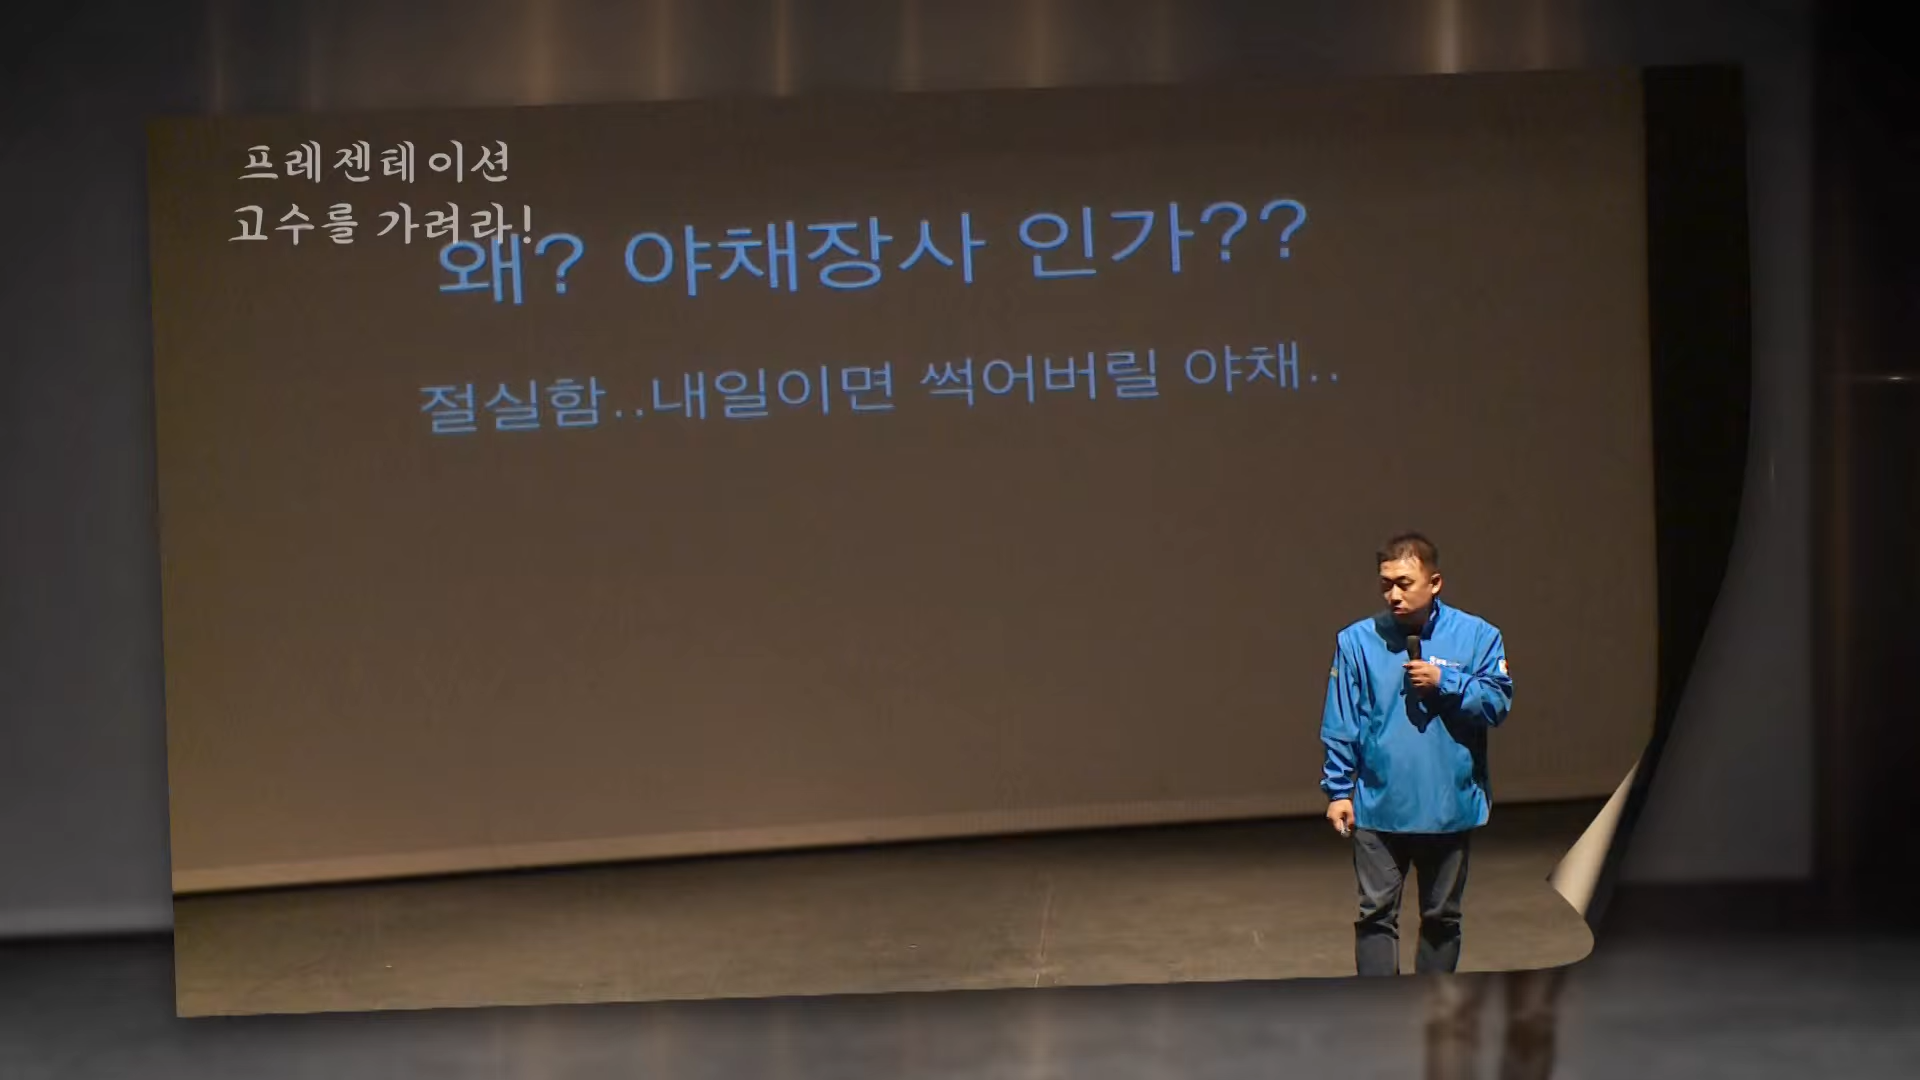 프레젠테이션
고수를 가려라!
왜? 야채장사 인가??
절실함..내일이면 썩어버릴 야채..